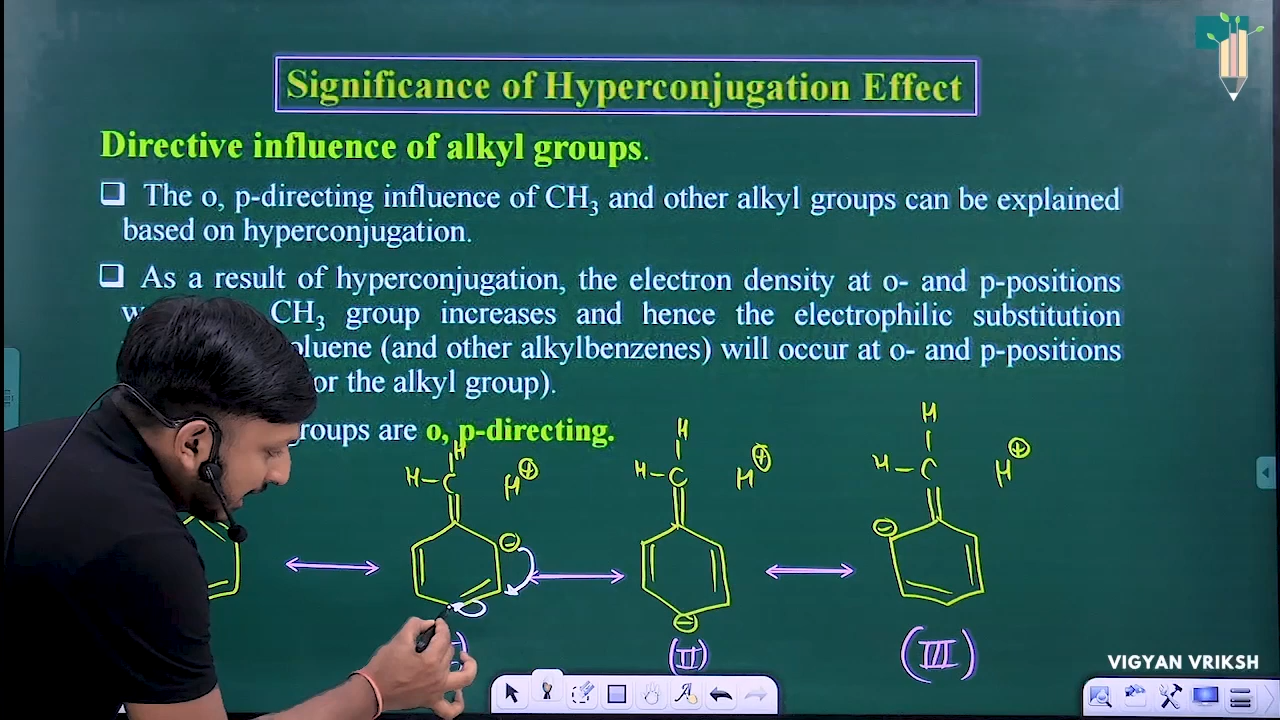 Significance of Hyperconjugation Effect
Directive influence of alkyl groups.
The o, p-directing influence of CH₃ and other alkyl groups can be explained
based on hyperconjugation.
As a result of hyperconjugation, the electron density at o- and p-positions
CH₃ group increases and hence the electrophilic substitution
(and other alkylbenzenes) will occur at o- and p-positions
the alkyl group).
are o, p-directing.
H
H
H
H–C H⊕
H–C H⊕
H–C H⊕
⊖
⊖
⊖
(II)
(III)
VIGYAN VRIKSH